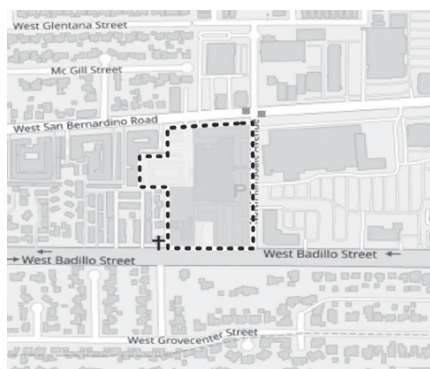 West Glentana Street
Mc Gill Street
West San Bernardino Road
P
West Badillo Street
West Badillo Street
West Grovecenter Street